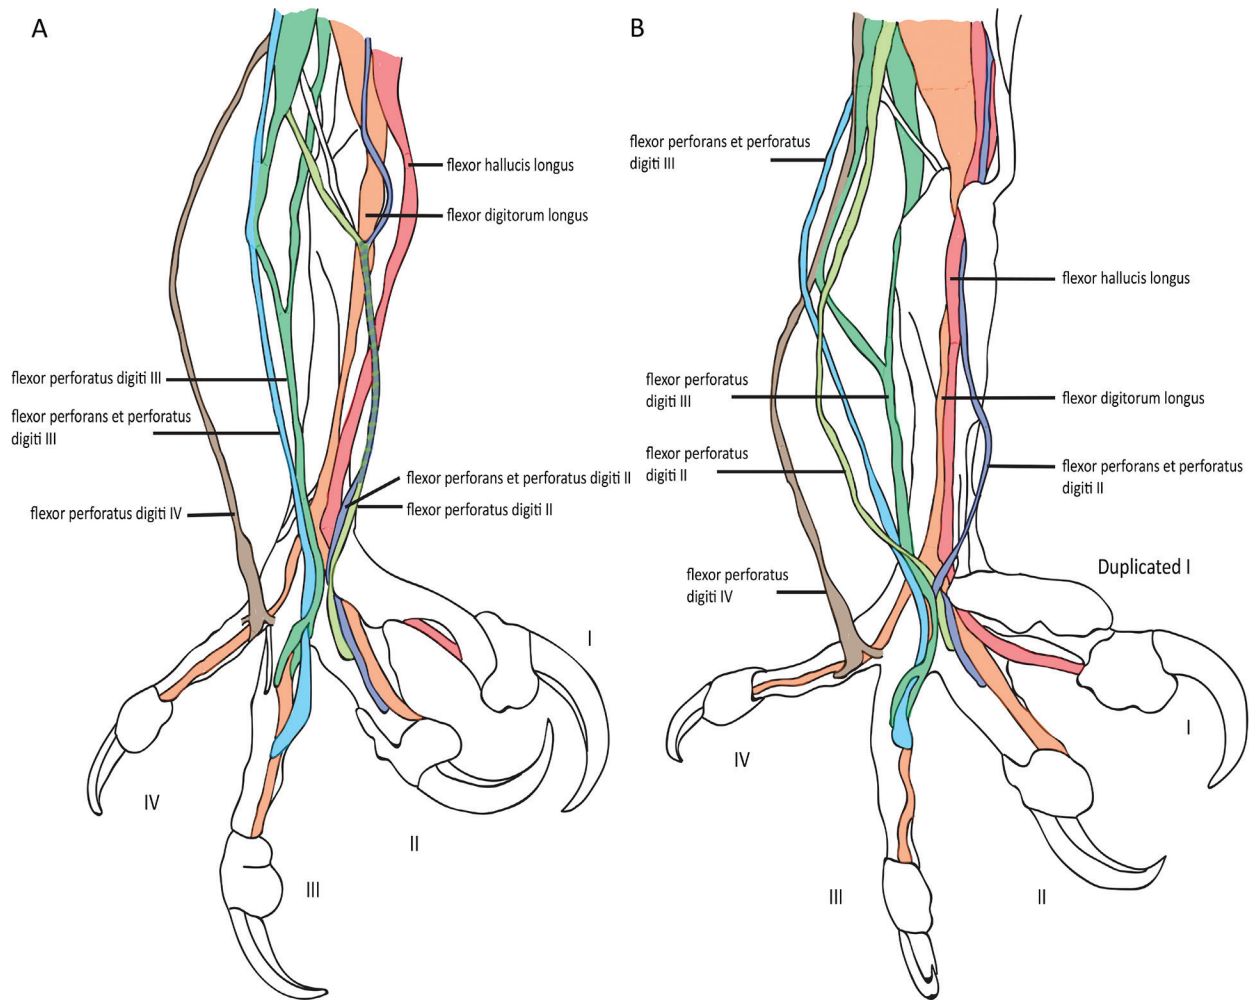 A
flexor hallucis longus
flexor digitorum longus
flexor perforatus digiti III
flexor perforans et perforatus
digiti III
flexor perforans et perforatus digiti II
flexor perforatus digiti II
flexor perforatus digiti IV
I
IV
II
III
B
flexor perforans et perforatus
digiti III
flexor hallucis longus
flexor perforatus
digiti III
flexor digitorum longus
flexor perforatus
digiti II
flexor perforans et perforatus
digiti II
flexor perforatus
digiti IV
Duplicated I
I
IV
III
II